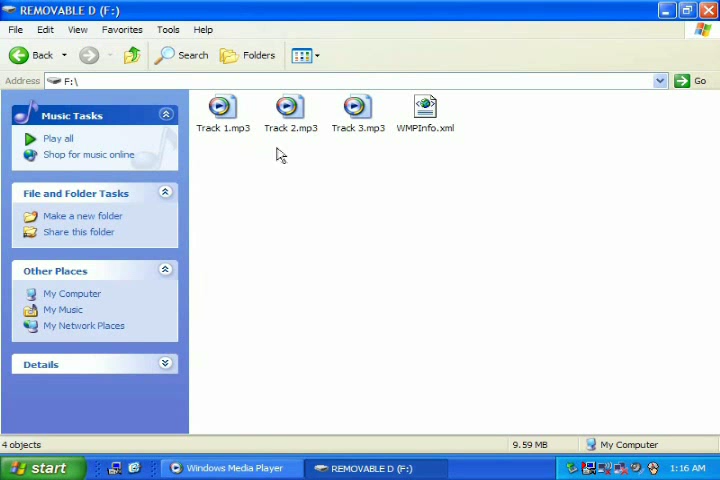 REMOVABLE D (F:)
File Edit View Favorites Tools Help
Back Search Folders
Address F:\ Go
Music Tasks
Play all
Shop for music online
File and Folder Tasks
Make a new folder
Share this folder
Other Places
My Computer
My Music
My Network Places
Details
Track 1.mp3 Track 2.mp3 Track 3.mp3 WMPInfo.xml
4 objects 9.59 MB My Computer
start Windows Media Player REMOVABLE D (F:) 1:16 AM